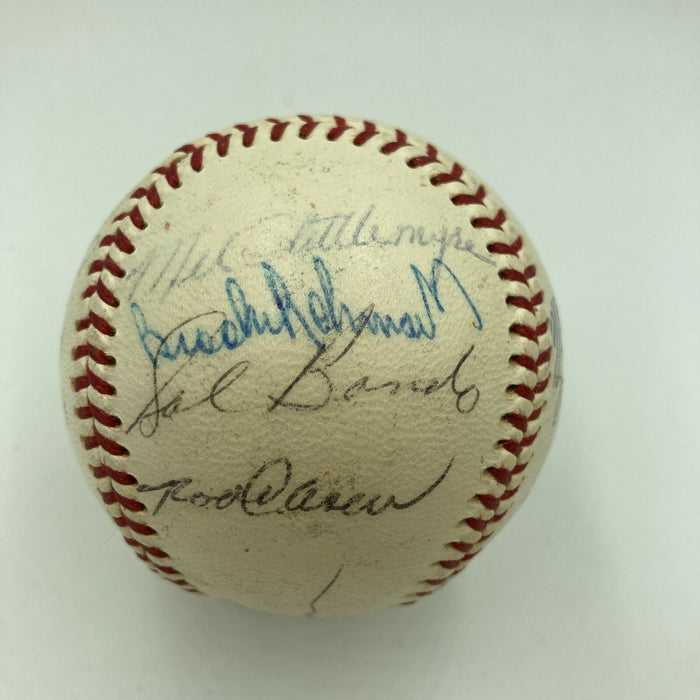 Mel Stottlemyre
Brooks Robinson
Sal Bando
Rod Carew